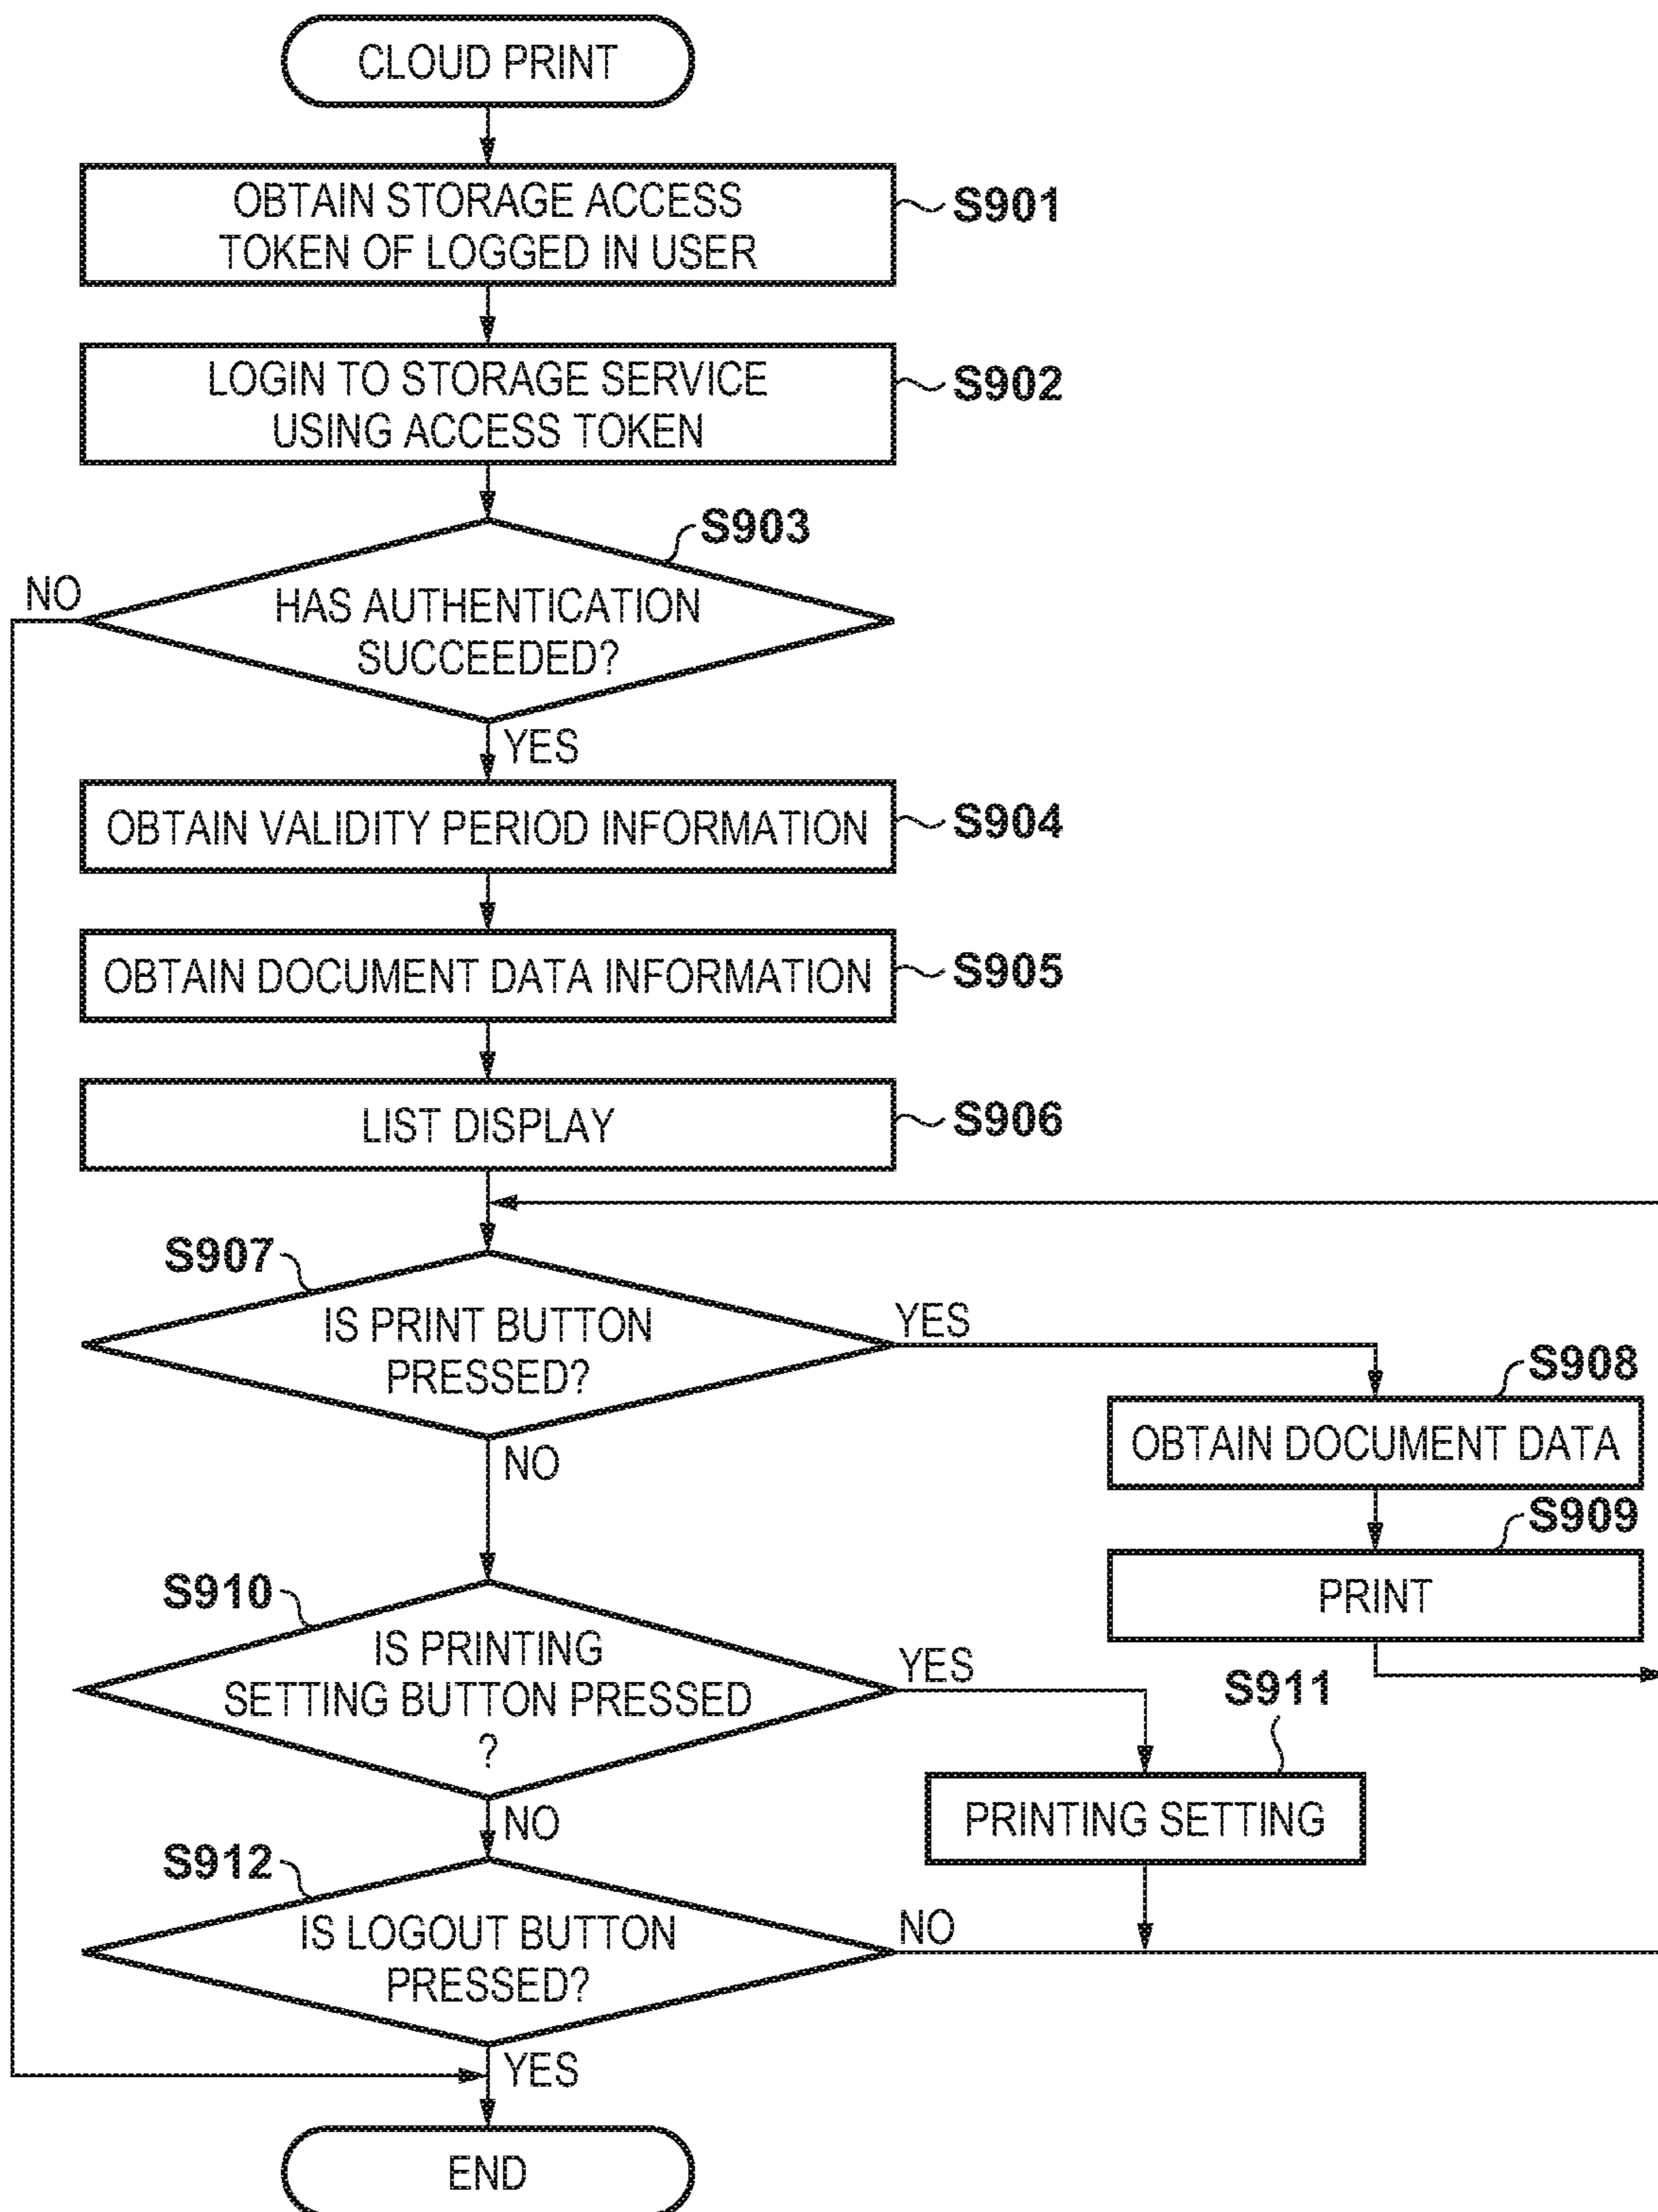 CLOUD PRINT
OBTAIN STORAGE ACCESS
TOKEN OF LOGGED IN USER
S901
LOGIN TO STORAGE SERVICE
USING ACCESS TOKEN
S902
S903
NO
HAS AUTHENTICATION
SUCCEEDED?
YES
OBTAIN VALIDITY PERIOD INFORMATION
S904
OBTAIN DOCUMENT DATA INFORMATION
S905
LIST DISPLAY
S906
S907
IS PRINT BUTTON
PRESSED?
YES
S908
OBTAIN DOCUMENT DATA
NO
S909
PRINT
S910
IS PRINTING
SETTING BUTTON PRESSED
?
YES
S911
PRINTING SETTING
NO
S912
IS LOGOUT BUTTON
PRESSED?
NO
YES
END